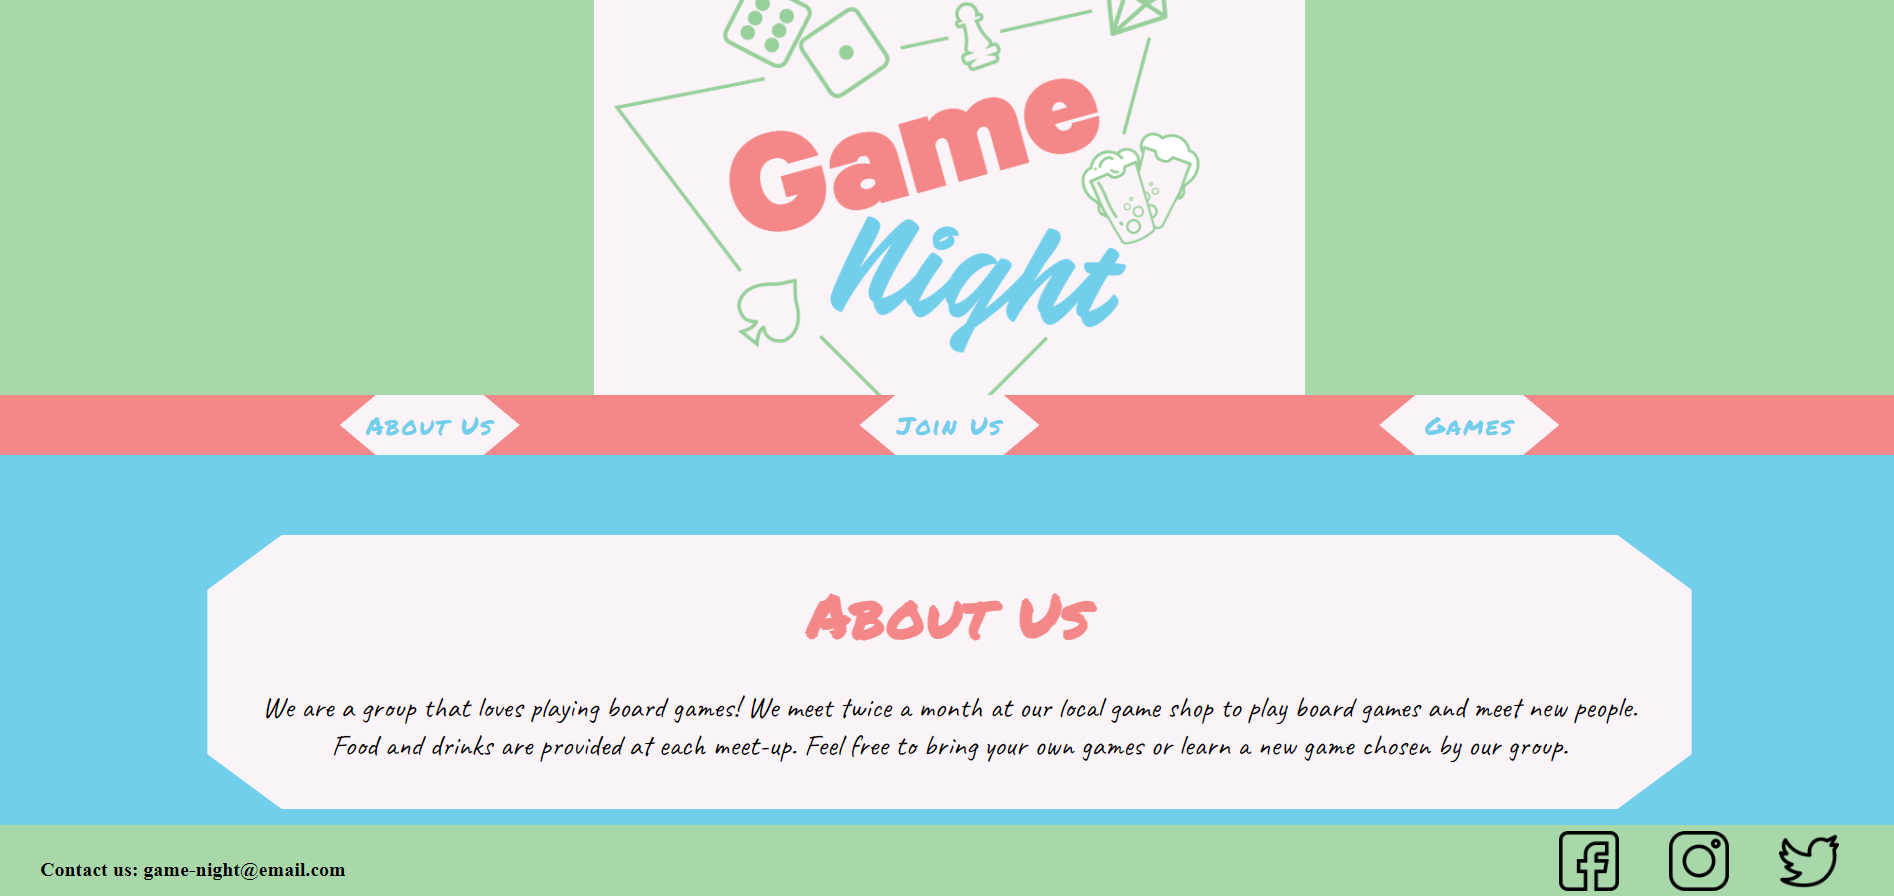 Game
Night
About Us
Join Us
Games
About Us
We are a group that loves playing board games! We meet twice a month at our local game shop to play board games and meet new people.
Food and drinks are provided at each meet-up. Feel free to bring your own games or learn a new game chosen by our group.
Contact us: game-night@email.com